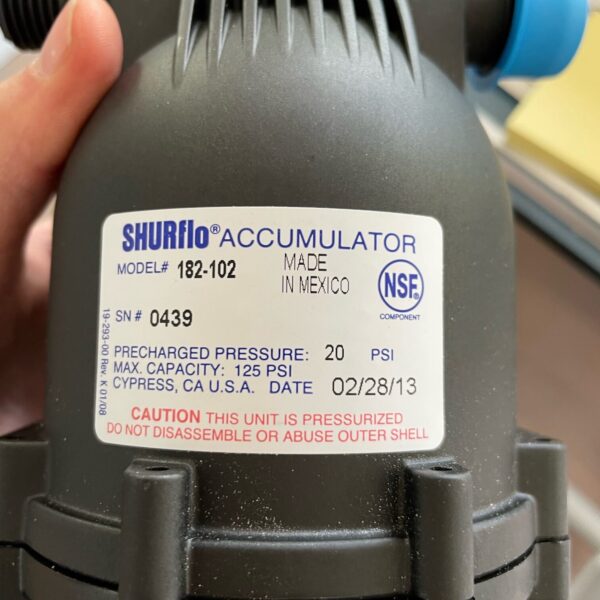 SHURflo® ACCUMULATOR
MODEL# 182-102
MADE
IN MEXICO
NSF®
COMPONENT
SN # 0439
19-293-00 Rev. K 01/08
PRECHARGED PRESSURE: 20 PSI
MAX. CAPACITY: 125 PSI
CYPRESS, CA U.S.A. DATE 02/28/13
CAUTION THIS UNIT IS PRESSURIZED
DO NOT DISASSEMBLE OR ABUSE OUTER SHELL